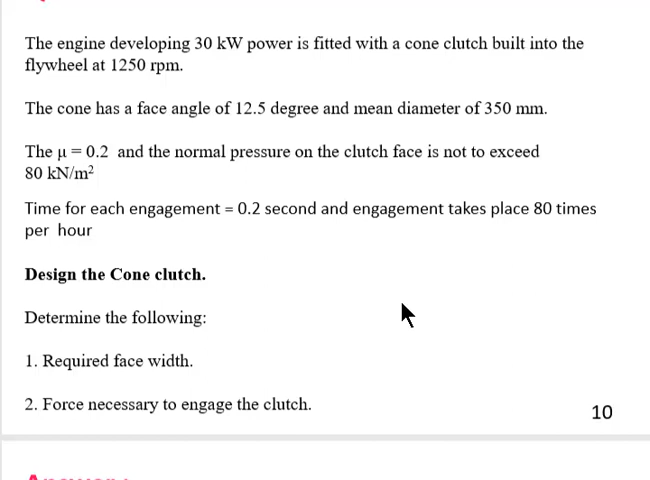 The engine developing 30 kW power is fitted with a cone clutch built into the
flywheel at 1250 rpm.
The cone has a face angle of 12.5 degree and mean diameter of 350 mm.
The μ = 0.2 and the normal pressure on the clutch face is not to exceed
80 kN/m²
Time for each engagement = 0.2 second and engagement takes place 80 times
per hour
Design the Cone clutch.
Determine the following:
1. Required face width.
2. Force necessary to engage the clutch.
10